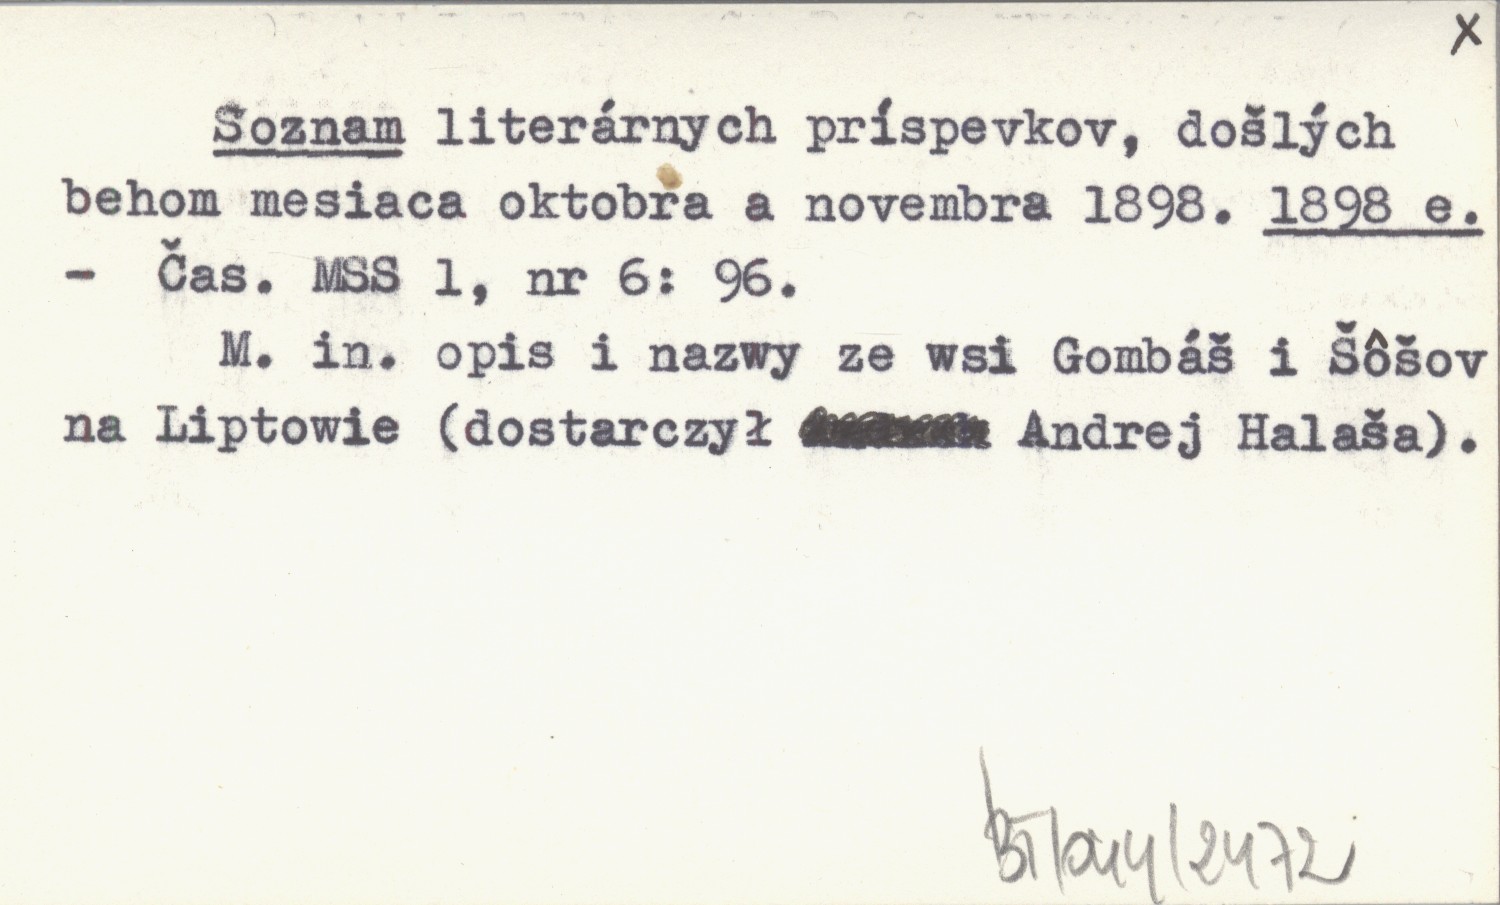 x
Soznam literárnych príspevkov, došlých
behom mesiaca oktobra a novembra 1898. 1898 e.
- Čas. MSS 1, nr 6: 96.
M. in. opis i nazwy ze wsi Gombáš i Šôšov
na Liptowie (dostarczył Andrej Halaša).